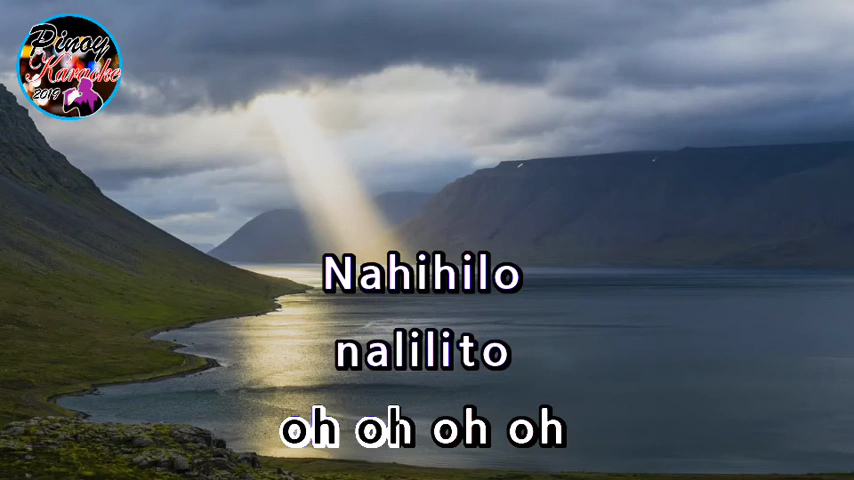 Pinoy
Karaoke
2019
Nahihilo
nalilito
oh oh oh oh